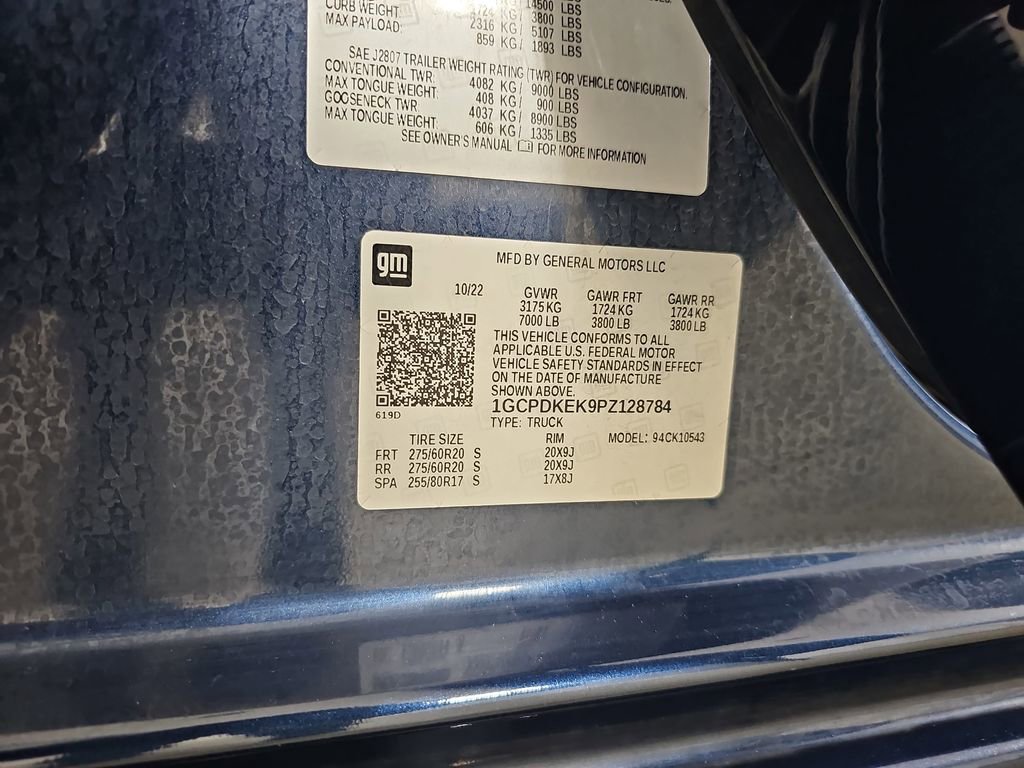 14500 LBS
CURB WEIGHT: 1724 KG/ 3800 LBS
MAX PAYLOAD: 2316 KG/ 5107 LBS
859 KG/ 1893 LBS
SAE J2807 TRAILER WEIGHT RATING (TWR) FOR VEHICLE CONFIGURATION.
CONVENTIONAL TWR: 4082 KG/ 9000 LBS
MAX TONGUE WEIGHT: 408 KG/ 900 LBS
GOOSENECK TWR: 4037 KG/ 8900 LBS
MAX TONGUE WEIGHT: 606 KG/ 1335 LBS
SEE OWNER'S MANUAL FOR MORE INFORMATION
gm
MFD BY GENERAL MOTORS LLC
10/22 GVWR GAWR FRT GAWR RR
3175 KG 1724 KG 1724 KG
7000 LB 3800 LB 3800 LB
THIS VEHICLE CONFORMS TO ALL
APPLICABLE U.S. FEDERAL MOTOR
VEHICLE SAFETY STANDARDS IN EFFECT
ON THE DATE OF MANUFACTURE
SHOWN ABOVE.
619D
1GCPDKEK9PZ128784
TYPE: TRUCK
TIRE SIZE RIM MODEL: 94CK10543
FRT 275/60R20 S 20X9J
RR 275/60R20 S 20X9J
SPA 255/80R17 S 17X8J